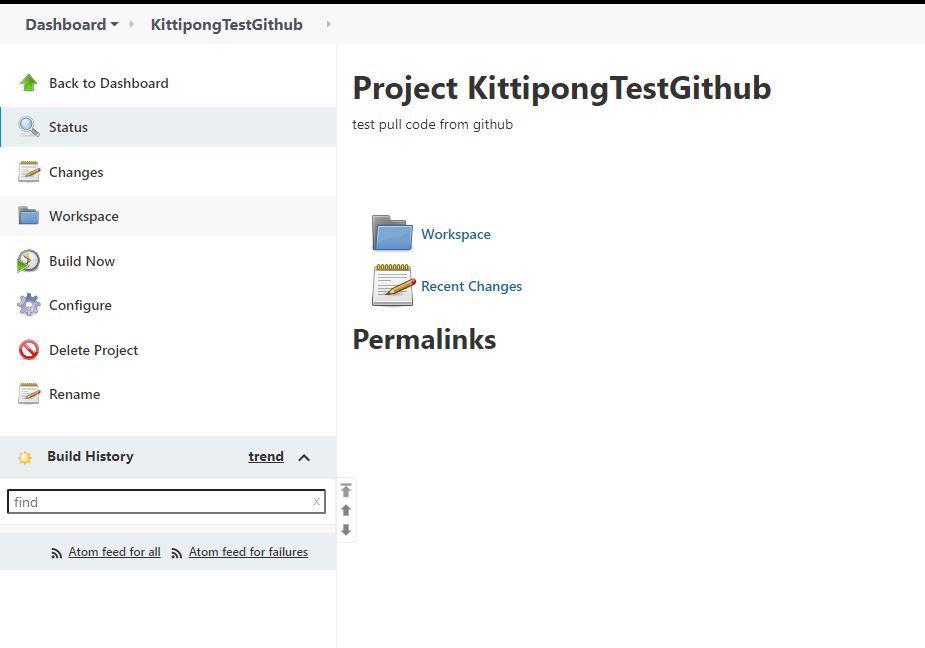 Dashboard KittipongTestGithub
Back to Dashboard
Status
Changes
Workspace
Build Now
Configure
Delete Project
Rename
Build History trend
find X
Atom feed for all Atom feed for failures
Project KittipongTestGithub
test pull code from github
Workspace
Recent Changes
Permalinks